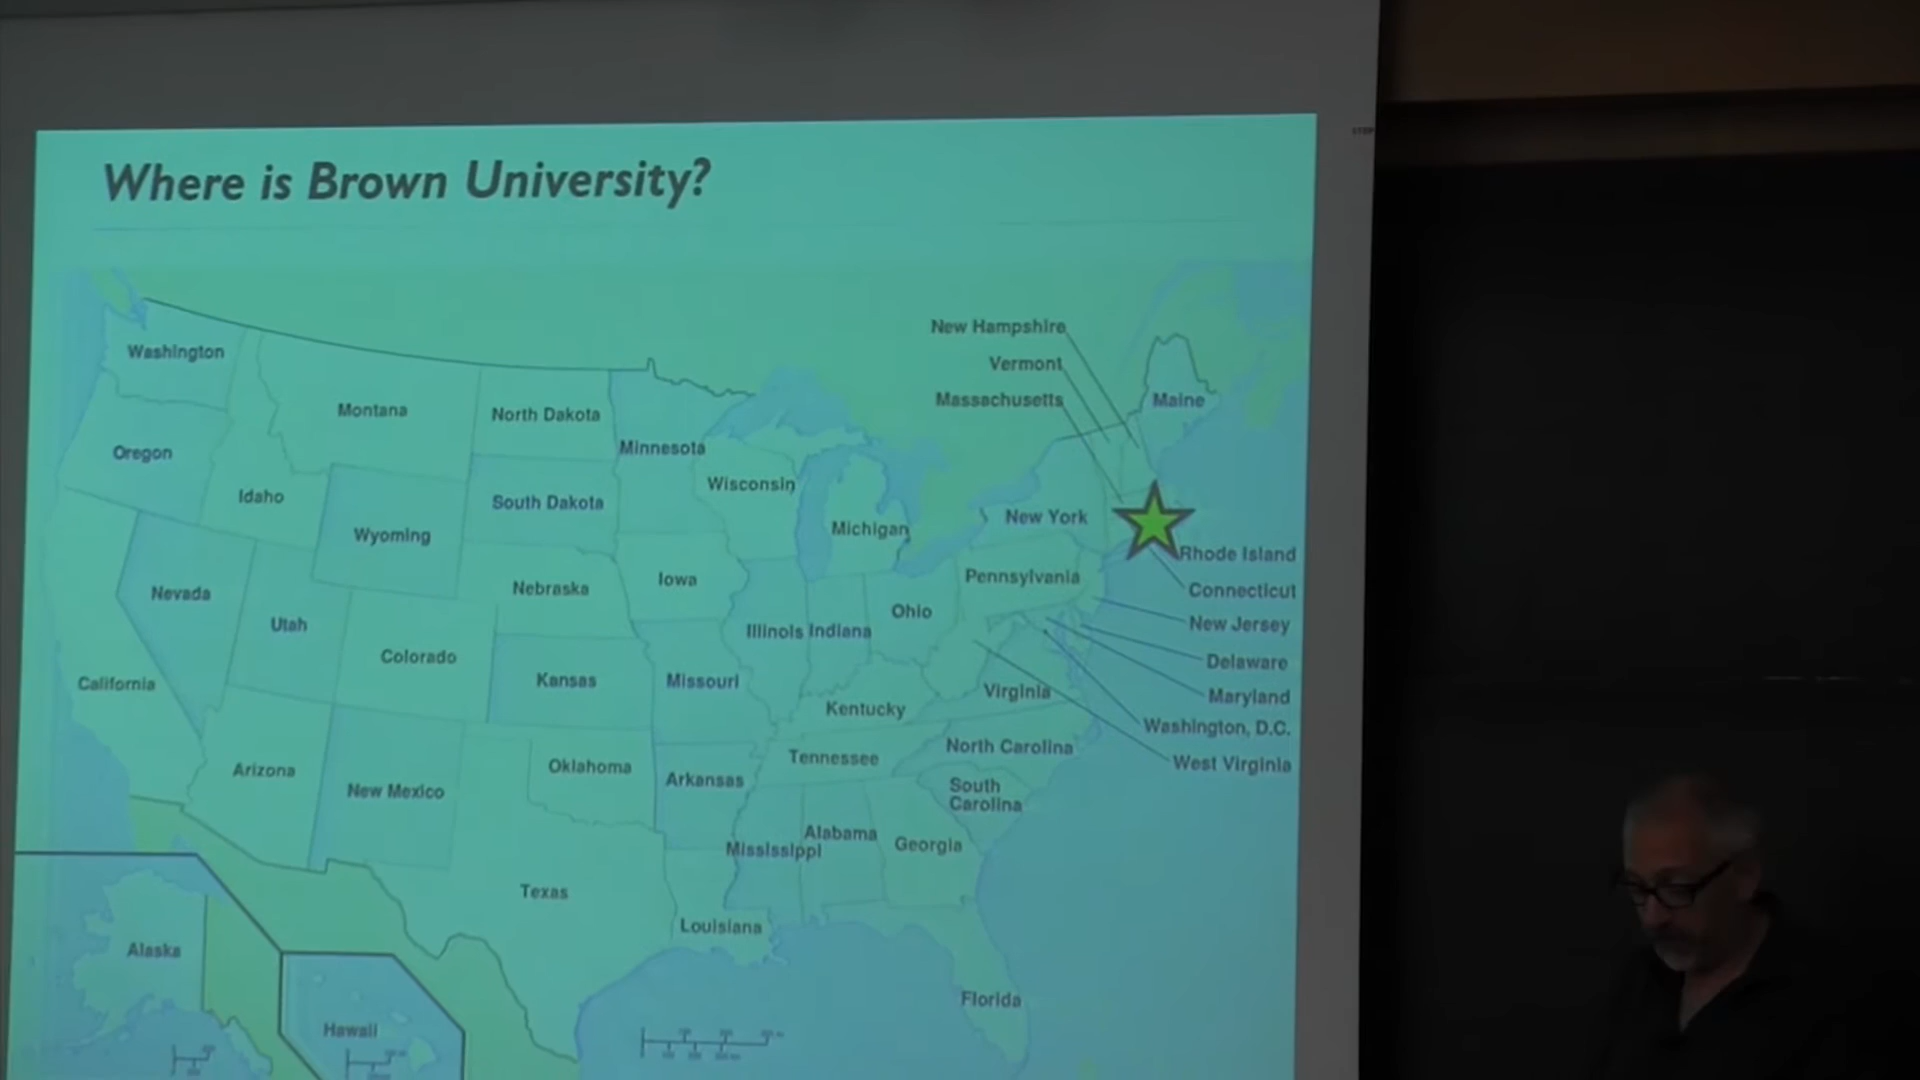 Where is Brown University?
New Hampshire
Washington
Vermont
Massachusetts
Maine
Montana
North Dakota
Minnesota
Oregon
Wisconsin
Idaho
South Dakota
New York
Michigan
Wyoming
Rhode Island
Pennsylvania
Iowa
Nebraska
Connecticut
Nevada
Ohio
Utah
New Jersey
Illinois
Indiana
Colorado
Delaware
Kansas
Missouri
California
Virginia
Maryland
Kentucky
Washington, D.C.
North Carolina
Tennessee
West Virginia
Oklahoma
Arizona
Arkansas
New Mexico
South
Carolina
Alabama
Georgia
Mississippi
Texas
Louisiana
Alaska
Florida
Hawaii